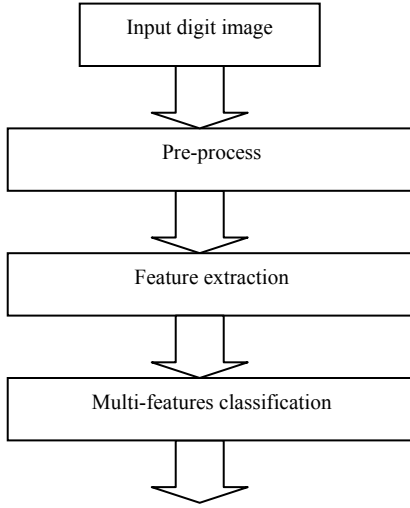 Input digit image
Pre-process
Feature extraction
Multi-features classification